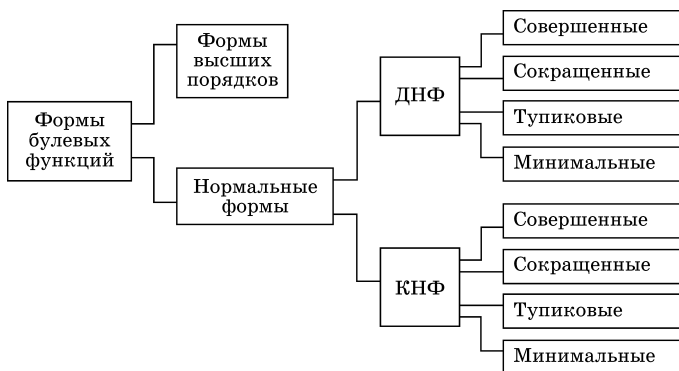 Формы
булевых
функций
Формы
высших
порядков
Нормальные
формы
ДНФ
Совершенные
Сокращенные
Тупиковые
Минимальные
КНФ
Совершенные
Сокращенные
Тупиковые
Минимальные